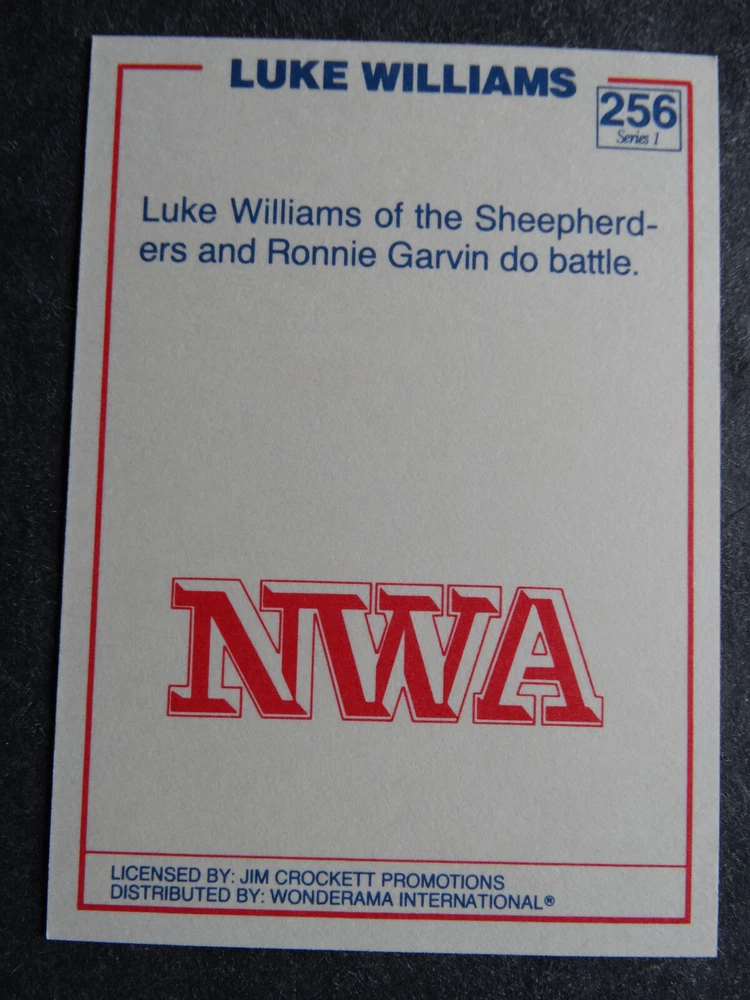 LUKE WILLIAMS
256
Series 1
Luke Williams of the Sheepherd-
ers and Ronnie Garvin do battle.
NWA
LICENSED BY: JIM CROCKETT PROMOTIONS
DISTRIBUTED BY: WONDERAMA INTERNATIONAL®